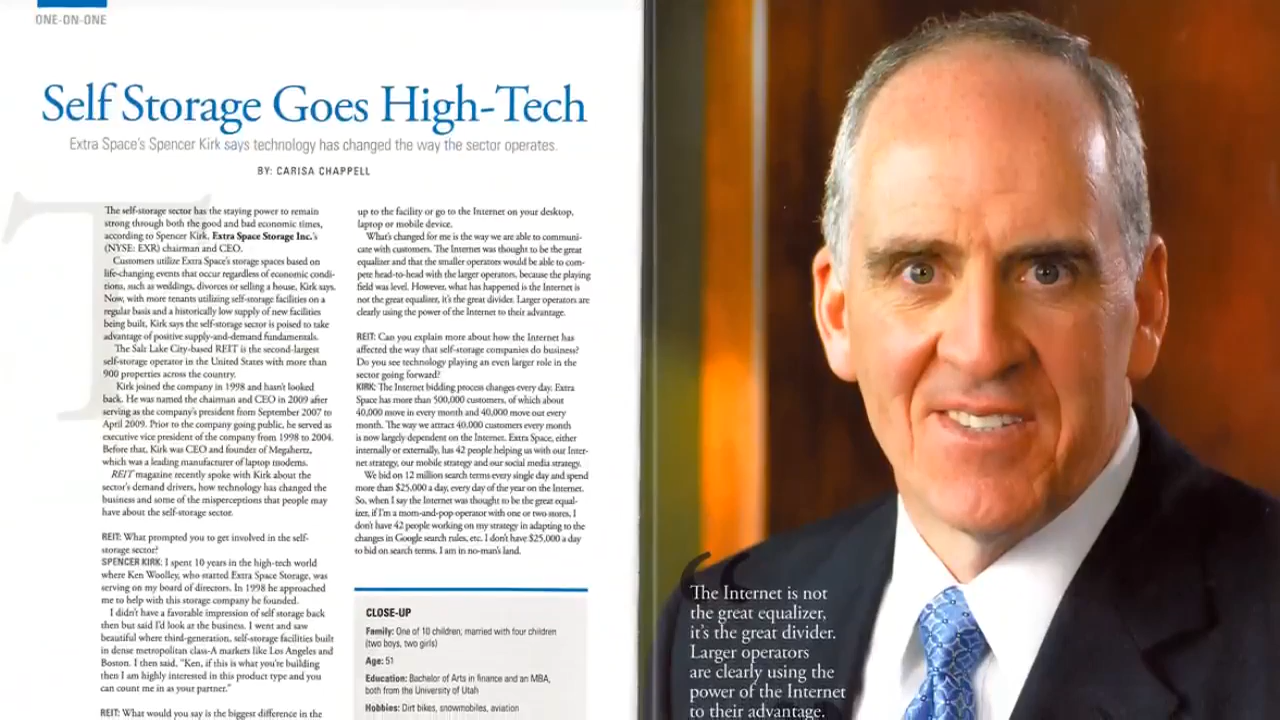 ONE-ON-ONE
Self Storage Goes High-Tech
Extra Space's Spencer Kirk says technology has changed the way the sector operates.
BY: CARISA CHAPPELL
The self-storage sector has the staying power to remain
strong through both the good and bad economic times,
according to Spencer Kirk, Extra Space Storage Inc.'s
(NYSE: EXR) chairman and CEO.
Customers utilize Extra Space's storage spaces based on
life-changing events that occur regardless of economic condi-
tions, such as weddings, divorces or selling a house, Kirk says.
Now, with more tenants utilizing self-storage facilities on a
regular basis and a historically low supply of new facilities
being built, Kirk says the self-storage sector is poised to take
advantage of positive supply-and-demand fundamentals.
The Salt Lake City-based REIT is the second-largest
self-storage operator in the United States with more than
900 properties across the country.
Kirk joined the company in 1998 and hasn't looked
back. He was named the chairman and CEO in 2009 after
serving as the company's president from September 2007 to
April 2009. Prior to the company going public, he served as
executive vice president of the company from 1998 to 2004.
Before that, Kirk was CEO and founder of Megahertz,
which was a leading manufacturer of laptop modems.
REIT magazine recently spoke with Kirk about the
sector's demand drivers, how technology has changed the
business and some of the misperceptions that people may
have about the self-storage sector.
REIT: What prompted you to get involved in the self-
storage sector?
SPENCER KIRK: I spent 10 years in the high-tech world
where Ken Woolley, who started Extra Space Storage, was
serving on my board of directors. In 1998 he approached
me to help with this storage company he founded.
I didn't have a favorable impression of self storage back
then but said I'd look at the business. I went and saw
beautiful where third-generation, self-storage facilities built
in dense metropolitan class-A markets like Los Angeles and
Boston. I then said, "Ken, if this is what you're building
then I am highly interested in this product type and you
can count me in as your partner."
REIT: What would you say is the biggest difference in the
up to the facility or go to the Internet on your desktop,
laptop or mobile device.
What's changed for me is the way we are able to communi-
cate with customers. The Internet was thought to be the great
equalizer and that the smaller operators would be able to com-
pete head-to-head with the larger operators, because the playing
field was level. However, what has happened is the Internet is
not the great equalizer, it's the great divider. Larger operators are
clearly using the power of the Internet to their advantage.
REIT: Can you explain more about how the Internet has
affected the way that self-storage companies do business?
Do you see technology playing an even larger role in the
sector going forward?
KIRK: The Internet bidding process changes every day. Extra
Space has more than 500,000 customers, of which about
40,000 move in every month and 40,000 move out every
month. The way we attract 40,000 customers every month
is now largely dependent on the Internet. Extra Space, either
internally or externally, has 42 people helping us with our Inter-
net strategy, our mobile strategy and our social media strategy.
We bid on 12 million search terms every single day and spend
more than $25,000 a day, every day of the year on the Internet.
So, when I say the Internet was thought to be the great equal-
izer, if I'm a mom-and-pop operator with one or two stores, I
don't have 42 people working on my strategy in adapting to the
changes in Google search rules, etc. I don't have $25,000 a day
to bid on search terms. I am in no-man's land.
CLOSE-UP
Family: One of 10 children; married with four children
(two boys, two girls)
Age: 51
Education: Bachelor of Arts in finance and an MBA,
both from the University of Utah
Hobbies: Dirt bikes, snowmobiles, aviation
The Internet is not
the great equalizer,
it's the great divider.
Larger operators
are clearly using the
power of the Internet
to their advantage.